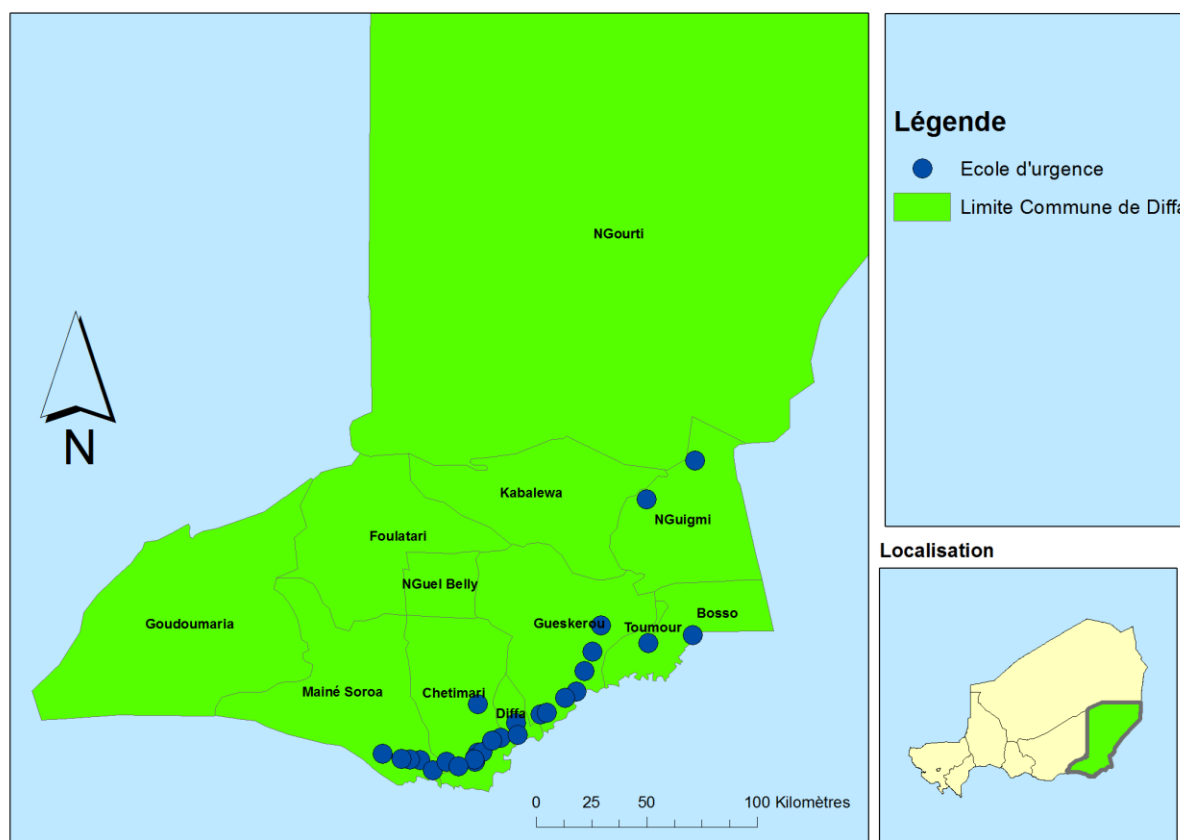 NGourti
N
Kabalewa
NGuigmi
Foulatari
NGuel Belly
Goudoumaria
Gueskerou
Toumour
Bosso
Mainé Soroa
Chetimari
Diffa
0 25 50 100 Kilomètres
Légende
Ecole d'urgence
Limite Commune de Diffa
Localisation